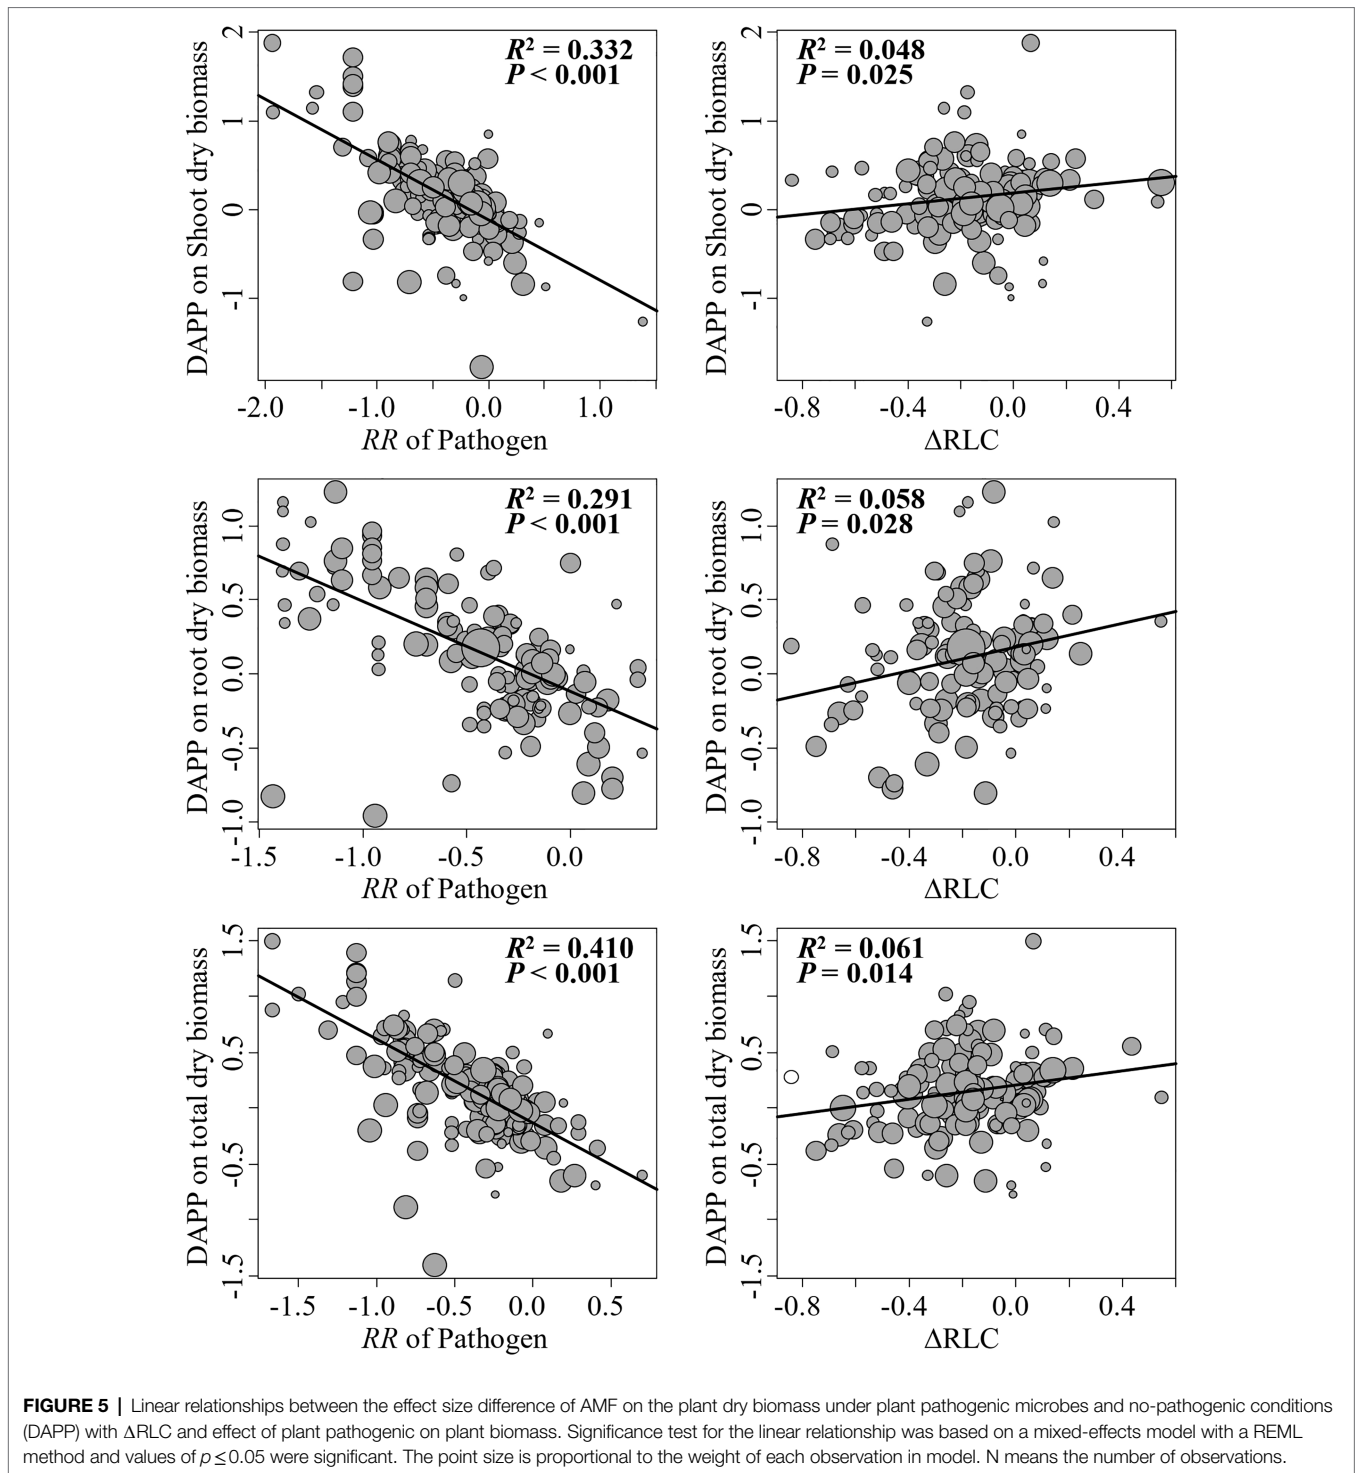 R² = 0.332
P < 0.001
DAPP on Shoot dry biomass
2
1
0
-1
-2.0 -1.0 0.0 1.0
RR of Pathogen
R² = 0.048
P = 0.025
DAPP on Shoot dry biomass
2
1
0
-1
-0.8 -0.4 0.0 0.4
ΔRLC
R² = 0.291
P < 0.001
DAPP on root dry biomass
1.0
0.5
0.0
-0.5
-1.0
-1.5 -1.0 -0.5 0.0
RR of Pathogen
R² = 0.058
P = 0.028
DAPP on root dry biomass
1.0
0.5
0.0
-0.5
-1.0
-0.8 -0.4 0.0 0.4
ΔRLC
R² = 0.410
P < 0.001
DAPP on total dry biomass
1.5
0.5
-0.5
-1.5
-1.5 -1.0 -0.5 0.0 0.5
RR of Pathogen
R² = 0.061
P = 0.014
DAPP on total dry biomass
1.5
0.5
-0.5
-1.5
-0.8 -0.4 0.0 0.4
ΔRLC
FIGURE 5 | Linear relationships between the effect size difference of AMF on the plant dry biomass under plant pathogenic microbes and no-pathogenic conditions
(DAPP) with ΔRLC and effect of plant pathogenic on plant biomass. Significance test for the linear relationship was based on a mixed-effects model with a REML
method and values of p ≤ 0.05 were significant. The point size is proportional to the weight of each observation in model. N means the number of observations.